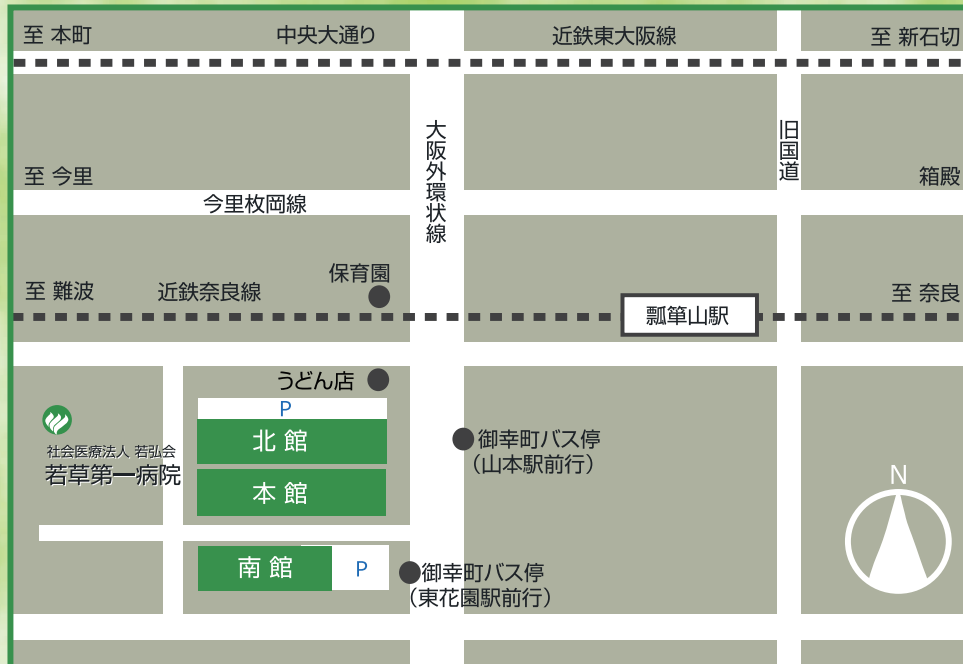 至 本町
中央大通り
近鉄東大阪線
至 新石切
大阪外環状線
旧国道
至 今里
箱殿
今里枚岡線
保育園
至 難波
近鉄奈良線
至 奈良
瓢箪山駅
うどん店
P
北館
社会医療法人 若弘会
若草第一病院
御幸町バス停
(山本駅前行)
N
本館
南館
P
御幸町バス停
(東花園駅前行)